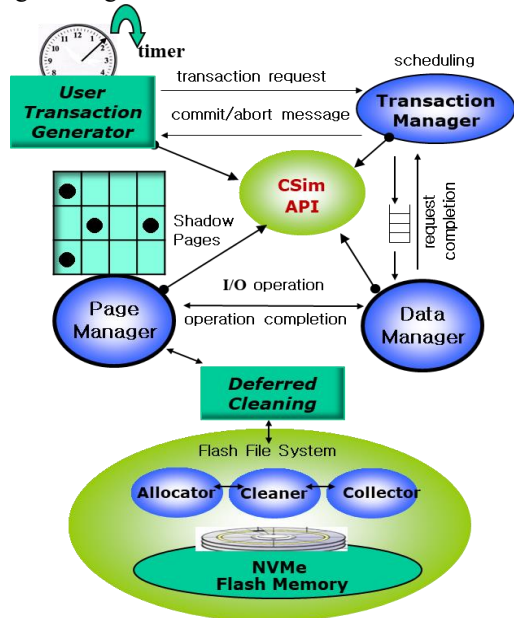 timer
User
Transaction
Generator
transaction request
commit/abort message
scheduling
Transaction
Manager
CSim
API
Shadow
Pages
request
completion
I/O operation
operation completion
Page
Manager
Data
Manager
Deferred
Cleaning
Flash File System
Allocator
Cleaner
Collector
NVMe
Flash Memory